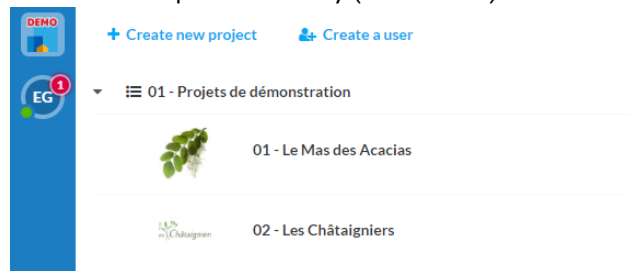 DEMO
Create new project
Create a user
EG
1
01 - Projets de démonstration
01 - Le Mas des Acacias
Châtaignier
02 - Les Châtaigniers